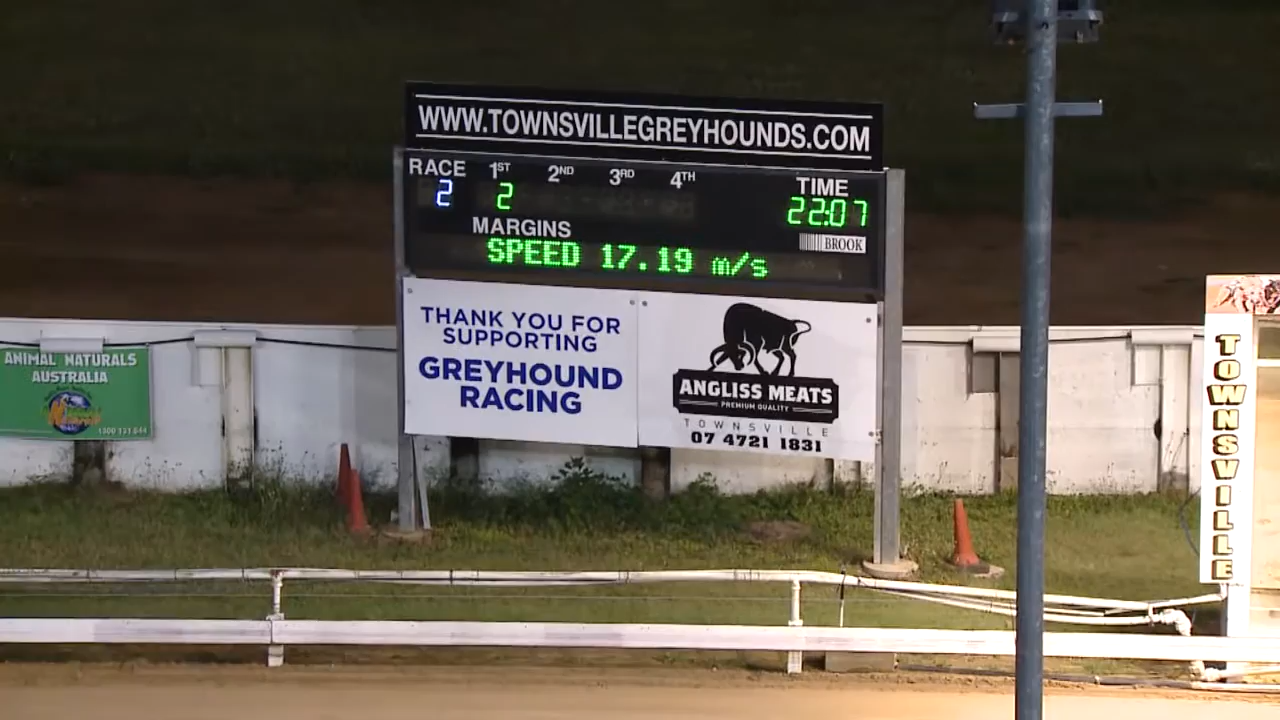 WWW.TOWNSVILLEGREYHOUNDS.COM
RACE 1ST 2ND 3RD 4TH TIME
2 2 22:07
MARGINS
BROOK
SPEED 17.19 m/s
THANK YOU FOR
SUPPORTING
GREYHOUND
RACING
ANGLISS MEATS
PREMIUM QUALITY
TOWNSVILLE
07 4721 1831
ANIMAL NATURALS
AUSTRALIA
TOWNSVILLE